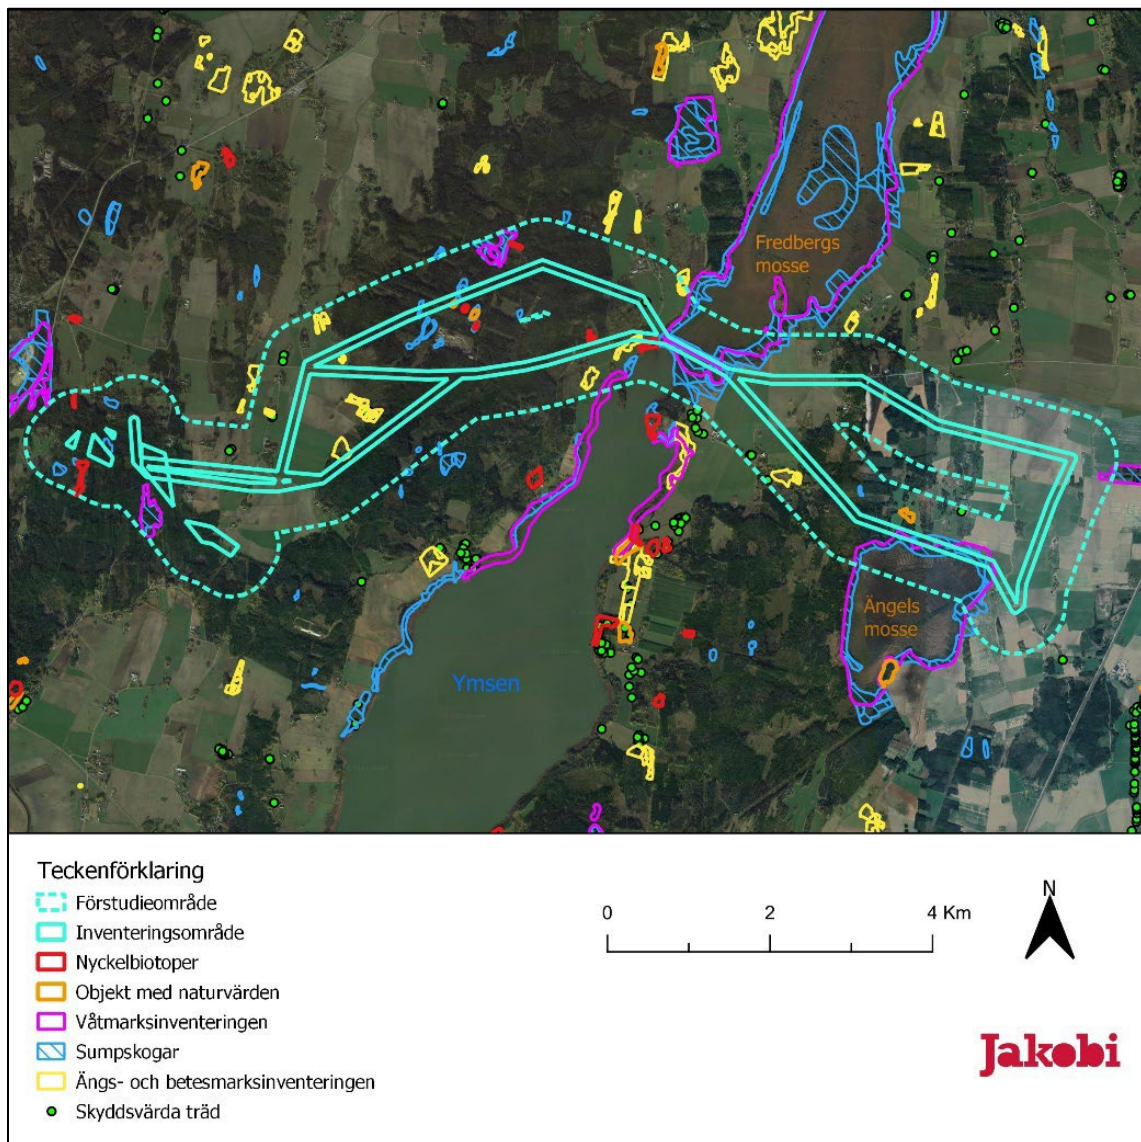 Fredbergs
mosse
Ängels
mosse
Ymsen
Teckenförklaring
Förstudieområde
Inventeringsområde
Nyckelbiotoper
Objekt med naturvärden
Våtmarksinventeringen
Sumpskogar
Ängs- och betesmarksinventeringen
Skyddsvärda träd
0 2 4 Km
N
Jakobi